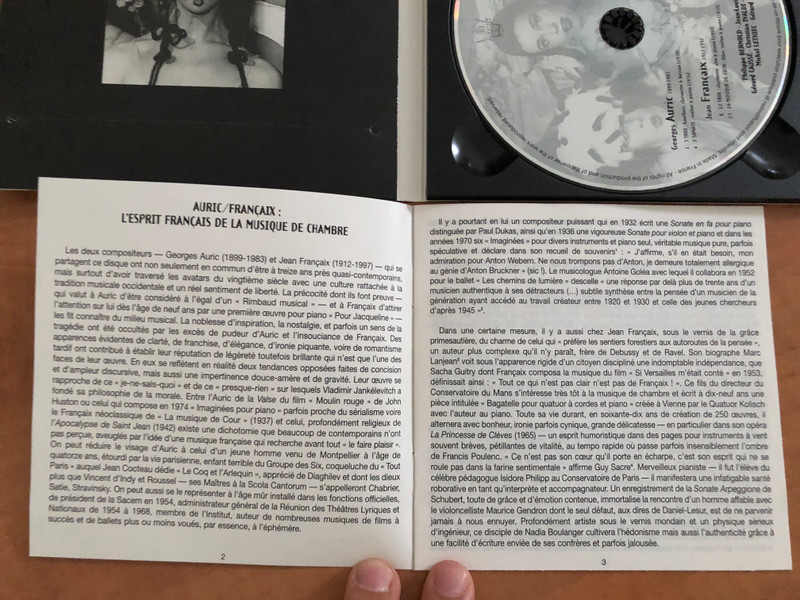 AURIC/FRANÇAIX :
L'ESPRIT FRANÇAIS DE LA MUSIQUE DE CHAMBRE
Les deux compositeurs — Georges Auric (1899-1983) et Jean Françaix (1912-1997) — qui se
partagent ce disque ont non seulement en commun d'être à treize ans près quasi-contemporains,
mais surtout d'avoir traversé les avatars du vingtième siècle avec une culture rattachée à la
tradition musicale occidentale et un réel sentiment de liberté. La précocité dont ils font preuve —
qui valut à Auric d'être considéré à l'égal d'un « Rimbaud musical » — et à Françaix d'attirer
l'attention sur lui dès l'âge de neuf ans par une première œuvre pour piano « Pour Jacqueline » —
les fit connaître du milieu musical. La noblesse d'inspiration, la nostalgie, et parfois un sens de la
tragédie ont été occultés par les excès de pudeur d'Auric et l'insouciance de Françaix. Des
apparences évidentes de clarté, de franchise, d'élégance, d'ironie piquante, voire de romantisme
tardif ont contribué à établir leur réputation de légèreté toutefois brillante qui n'est que l'une des
faces de leur œuvre. En eux se reflètent en réalité deux tendances opposées faites de concision
et d'ampleur discursive, mais aussi une impertinence douce-amère et de gravité. Leur œuvre se
rapproche de ce « je-ne-sais-quoi » et de ce « presque-rien » sur lesquels Vladimir Jankélévitch a
fondé sa philosophie de la morale. Entre l'Auric de la Valse du film « Moulin rouge » de John
Huston ou celui qui compose en 1974 « Imaginées pour piano » parfois proche du sérialisme voire
le Français néoclassique de « La musique de Cour » (1937) et celui, profondément religieux de
l'Apocalypse de Saint Jean (1942) existe une dichotomie que beaucoup de contemporains n'ont
pas perçue, aveuglés par l'idée d'une musique française qui recherche avant tout « le faire plaisir ».
On peut réduire le visage d'Auric à celui d'un jeune homme venu de Montpellier à l'âge de
quatorze ans, étourdi par la vie parisienne, enfant terrible du Groupe des Six, coqueluche du « Tout
Paris » auquel Jean Cocteau dédie « Le Coq et l'Arlequin », apprécié de Diaghilev et dont les dieux
plus que Vincent d'Indy et Roussel — ses Maîtres à la Scola Cantorum — s'appelleront Chabrier,
Satie, Stravinsky. On peut aussi se le représenter à l'âge mûr installé dans les fonctions officielles,
de président de la Sacem en 1954, administrateur général de la Réunion des Théâtres Lyriques et
Nationaux de 1954 à 1968, membre de l'Institut, auteur de nombreuses musiques de films à
succès et de ballets plus ou moins voués, par essence, à l'éphémère.
2
Il y a pourtant en lui un compositeur puissant qui en 1932 écrit une Sonate en fa pour piano
distinguée par Paul Dukas, ainsi qu'en 1936 une vigoureuse Sonate pour violon et piano et dans les
années 1970 six « Imaginées » pour divers instruments et piano seul, véritable musique pure, parfois
spéculative et déclare dans son recueil de souvenirs¹ : « J'affirme, s'il en était besoin, mon
admiration pour Anton Webern. Ne nous trompons pas d'Anton, je demeure totalement allergique
au génie d'Anton Bruckner » (sic !). Le musicologue Antoine Goléa avec lequel il collabora en 1952
pour le ballet « Les chemins de lumière » descelle « une réponse par delà plus de trente ans d'un
musicien authentique à ses détracteurs (...) subtile synthèse entre la pensée d'un musicien de la
génération ayant accédé au travail créateur entre 1920 et 1930 et celle des jeunes chercheurs
d'après 1945 »².
Dans une certaine mesure, il y a aussi chez Jean Françaix, sous le vernis de la grâce
primesautière, du charme de celui qui « préfère les sentiers forestiers aux autoroutes de la pensée »,
un auteur plus complexe qu'il n'y paraît, frère de Debussy et de Ravel. Son biographe Marc
Lanjean³ voit sous l'apparence rigide d'un citoyen discipliné une indomptable indépendance, que
Sacha Guitry dont Françaix composa la musique du film « Si Versailles m'était conté » en 1953,
définissait ainsi : « Tout ce qui n'est pas clair n'est pas de Français ! ». Ce fils du directeur du
Conservatoire du Mans s'intéresse très tôt à la musique de chambre et écrit à dix-neuf ans une
pièce intitulée « Bagatelle pour quatuor à cordes et piano » créée à Vienne par le Quatuor Kolisch
avec l'auteur au piano. Toute sa vie durant, en soixante-dix ans de création de 250 œuvres, il
alternera avec bonheur, ironie parfois cynique, grande délicatesse — en particulier dans son opéra
La Princesse de Clèves (1965) — un esprit humoristique dans des pages pour instruments à vent
souvent brèves, pétillantes de vitalité, au tempo rapide où passe parfois insensiblement l'ombre
de Francis Poulenc. « Ce n'est pas son cœur qu'il porte en écharpe, c'est son esprit qui ne se
roule pas dans la farine sentimentale » affirme Guy Sacre⁴. Merveilleux pianiste — il fut l'élève du
célèbre pédagogue Isidore Philipp au Conservatoire de Paris — il manifestera une infatigable santé
roborative en tant qu'interprète et accompagnateur. Un enregistrement de la Sonate Arpeggione de
Schubert, toute de grâce et d'émotion contenue, immortalise la rencontre d'un homme affable avec
le violoncelliste Maurice Gendron dont le seul défaut, aux dires de Daniel-Lesur, est de ne parvenir
jamais à nous ennuyer. Profondément artiste sous le vernis mondain et un physique sérieux
d'ingénieur, ce disciple de Nadia Boulanger cultivera l'hédonisme mais aussi l'authenticité grâce à
une facilité d'écriture enviée de ses confrères et parfois jalousée.
3
Georges Auric 1899-1983
Jean Françaix 1912-1997
Made in France - All rights of the production and of the owner of the work reproduced reserved.